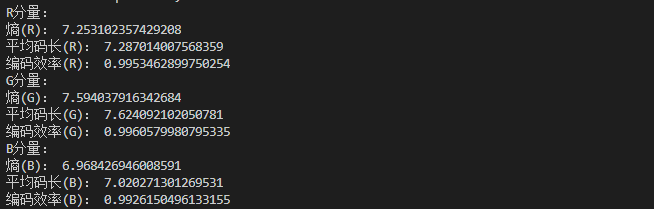 R分量:
熵(R): 7.253102357429208
平均码长(R): 7.287014007568359
编码效率(R): 0.9953462899750254
G分量:
熵(G): 7.594037916342684
平均码长(G): 7.624092102050781
编码效率(G): 0.9960579980795335
B分量:
熵(B): 6.968426946008591
平均码长(B): 7.020271301269531
编码效率(B): 0.9926150496133155